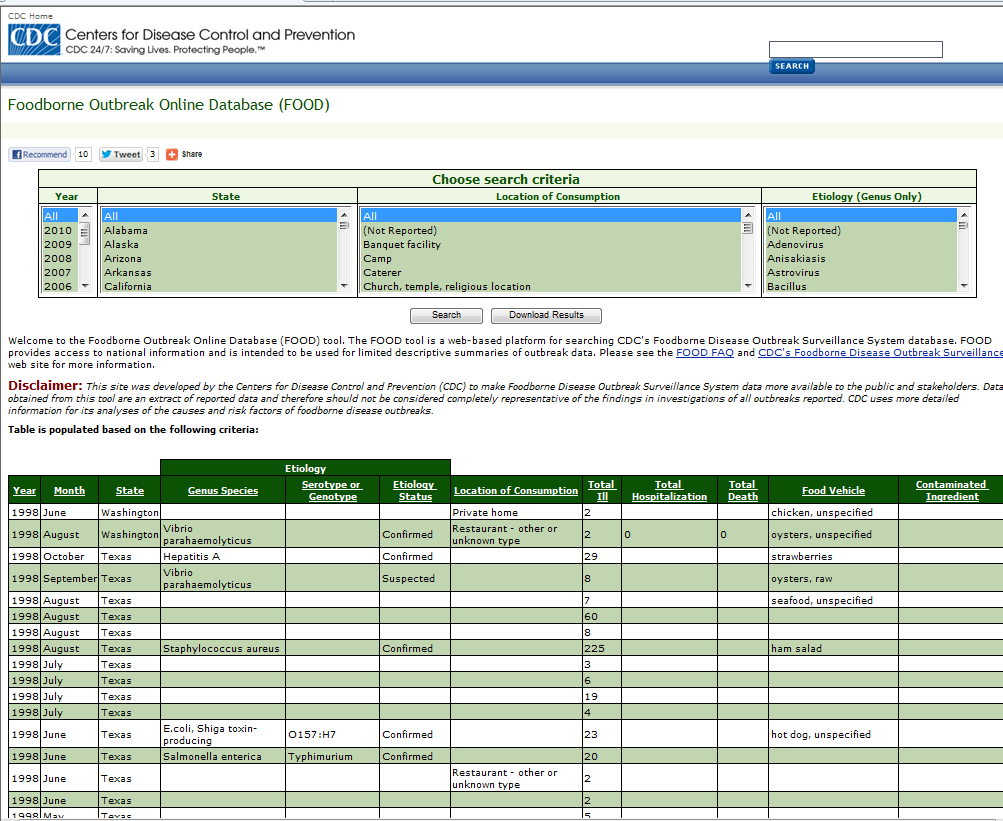 CDC Home
CDC Centers for Disease Control and Prevention
CDC 24/7: Saving Lives. Protecting People.™
SEARCH
Foodborne Outbreak Online Database (FOOD)
Recommend 10 Tweet 3 Share
Choose search criteria
Year State Location of Consumption Etiology (Genus Only)
All All All All
2010 Alabama (Not Reported) (Not Reported)
2009 Alaska Banquet facility Adenovirus
2008 Arizona Camp Anisakiasis
2007 Arkansas Caterer Astrovirus
2006 California Church, temple, religious location Bacillus
Search Download Results
Welcome to the Foodborne Outbreak Online Database (FOOD) tool. The FOOD tool is a web-based platform for searching CDC's Foodborne Outbreak Surveillance System database. FOOD
provides access to national information and is intended to be used for limited descriptive summaries of outbreak data. Please see the FOOD FAQ and CDC's Foodborne Disease Outbreak Surveillance
web site for more information.
Disclaimer: This site was developed by the Centers for Disease Control and Prevention (CDC) to make Foodborne Disease Outbreak Surveillance System data more available to the public and stakeholders. Data
obtained from this tool are an extract of reported data and therefore should not be considered completely representative of the findings in investigations of all outbreaks reported. CDC uses more detailed
information for its analyses of the causes and risk factors of foodborne disease outbreaks.
Table is populated based on the following criteria:
Etiology
Year Month State Genus Species Serotype or Genotype Etiology Status Location of Consumption Total Ill Total Hospitalization Total Death Food Vehicle Contaminated Ingredient
1998 June Washington Private home 2 chicken, unspecified
1998 August Washington Vibrio parahaemolyticus Confirmed Restaurant - other or unknown type 2 0 0 oysters, unspecified
1998 October Texas Hepatitis A Confirmed 29 strawberries
1998 September Texas Vibrio parahaemolyticus Suspected 8 oysters, raw
1998 August Texas 7 seafood, unspecified
1998 August Texas 60
1998 August Texas 8
1998 August Texas Staphylococcus aureus Confirmed 225 ham salad
1998 July Texas 3
1998 July Texas 6
1998 July Texas 19
1998 July Texas 4
1998 June Texas E.coli, Shiga toxin-producing O157:H7 Confirmed 23 hot dog, unspecified
1998 June Texas Salmonella enterica Typhimurium Confirmed 20
1998 June Texas Restaurant - other or unknown type 2
1998 June Texas 2
1998 May Texas 5